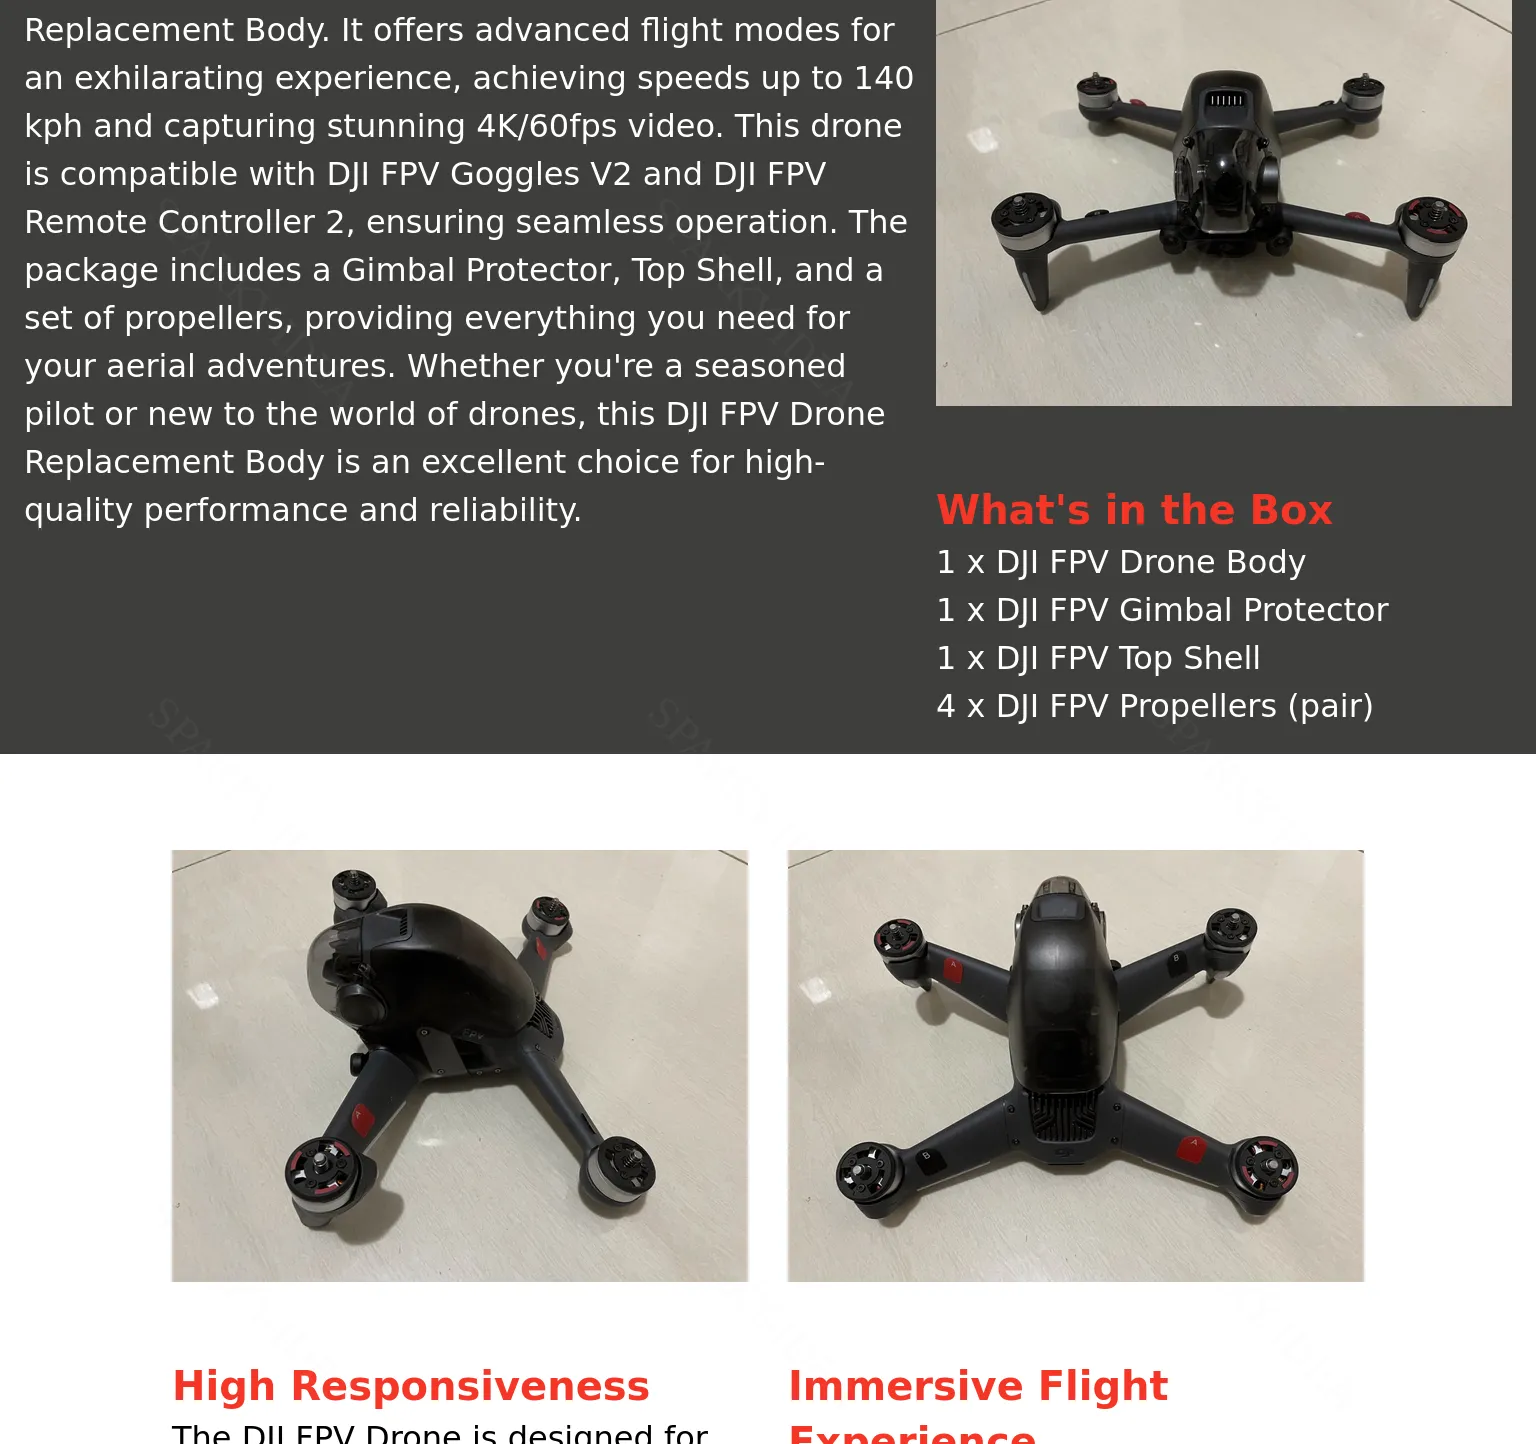 Replacement Body. It offers advanced flight modes for
an exhilarating experience, achieving speeds up to 140
kph and capturing stunning 4K/60fps video. This drone
is compatible with DJI FPV Goggles V2 and DJI FPV
Remote Controller 2, ensuring seamless operation. The
package includes a Gimbal Protector, Top Shell, and a
set of propellers, providing everything you need for
your aerial adventures. Whether you're a seasoned
pilot or new to the world of drones, this DJI FPV Drone
Replacement Body is an excellent choice for high-
quality performance and reliability.
What's in the Box
1 x DJI FPV Drone Body
1 x DJI FPV Gimbal Protector
1 x DJI FPV Top Shell
4 x DJI FPV Propellers (pair)
FPV
A
A
B
B
A
High Responsiveness
The DJI FPV Drone is designed for
Immersive Flight
Experience